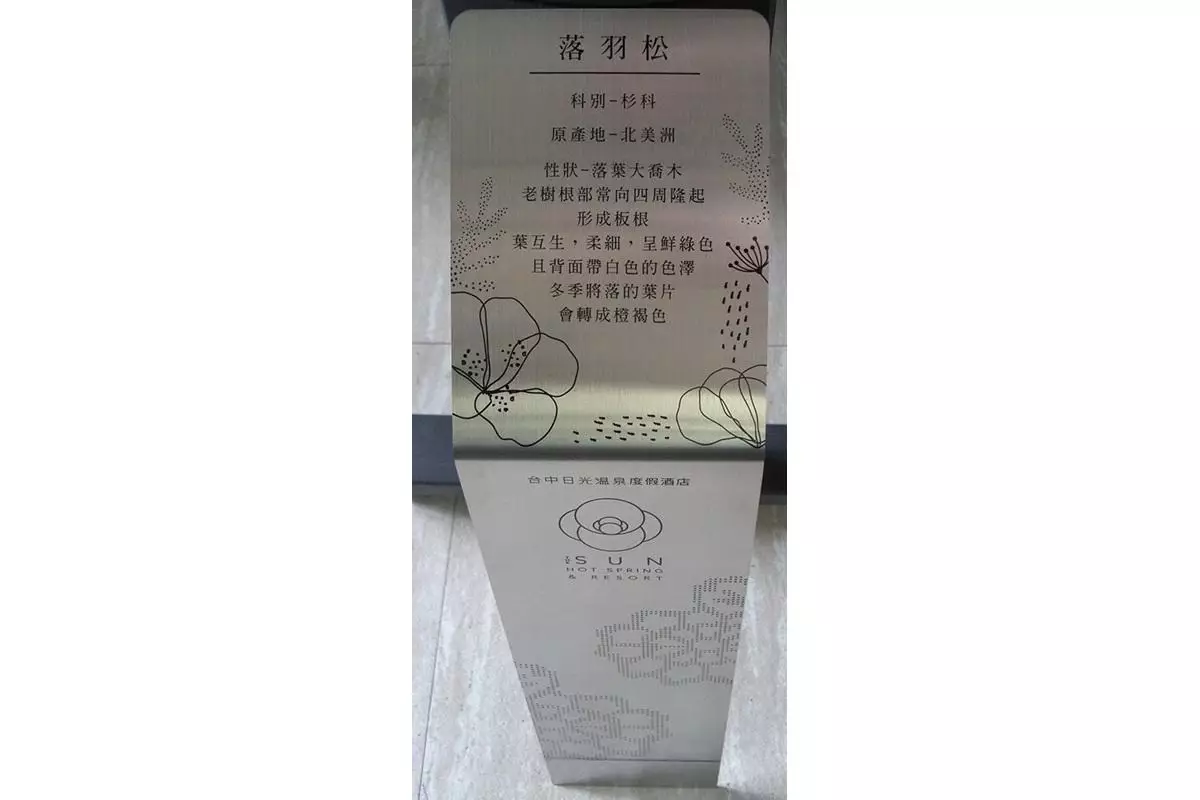 落羽松
科別-杉科
原產地-北美洲
性狀-落葉大喬木
老樹根部常向四周隆起
形成板根
葉互生，柔細，呈鮮綠色
且背面帶白色的色澤
冬季將落的葉片
會轉成橙褐色
台中日光溫泉度假酒店
THE SUN
HOT SPRING
& RESORT